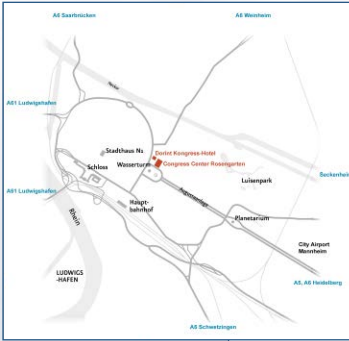 A6 Saarbrücken
A6 Weinheim
Neckar
A61 Ludwigshafen
Dorint Kongress-Hotel
Stadthaus N1
Congress Center Rosengarten
Wasserturm
Schloss
Seckenheim
Luisenpark
Augustaanlage
A61 Ludwigshafen
Haupt-
bahnhof
Rhein
Planetarium
City Airport
Mannheim
LUDWIGS
-HAFEN
A5, A6 Heidelberg
A6 Schwetzingen